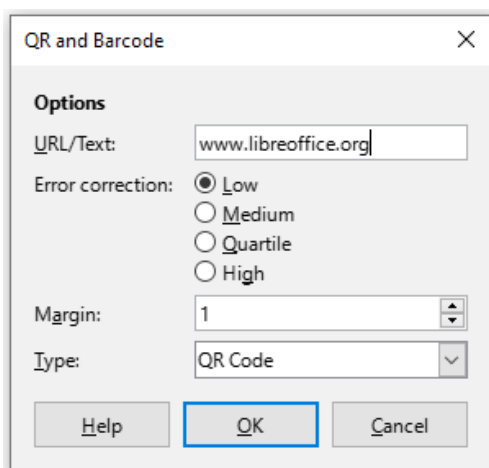 QR and Barcode
Options
URL/Text: www.libreoffice.org
Error correction: Low
Medium
Quartile
High
Margin: 1
Type: QR Code
Help OK Cancel